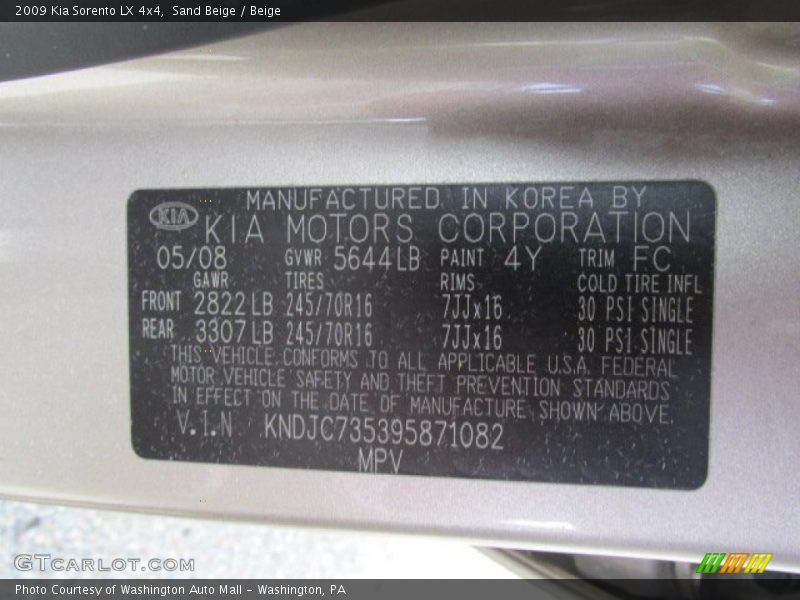 2009 Kia Sorento LX 4x4, Sand Beige / Beige
MANUFACTURED IN KOREA BY
KIA KIA MOTORS CORPORATION
05/08 GVWR 5644LB PAINT 4Y TRIM FC
GAWR TIRES RIMS COLD TIRE INFL
FRONT 2822LB 245/70R16 7JJx16 30 PSI SINGLE
REAR 3307LB 245/70R16 7JJx16 30 PSI SINGLE
THIS VEHICLE CONFORMS TO ALL APPLICABLE U.S.A. FEDERAL
MOTOR VEHICLE SAFETY AND THEFT PREVENTION STANDARDS
IN EFFECT ON THE DATE OF MANUFACTURE SHOWN ABOVE.
V.I.N KNDJC735395871082
MPV
GTCARLOT.COM
Photo Courtesy of Washington Auto Mall - Washington, PA